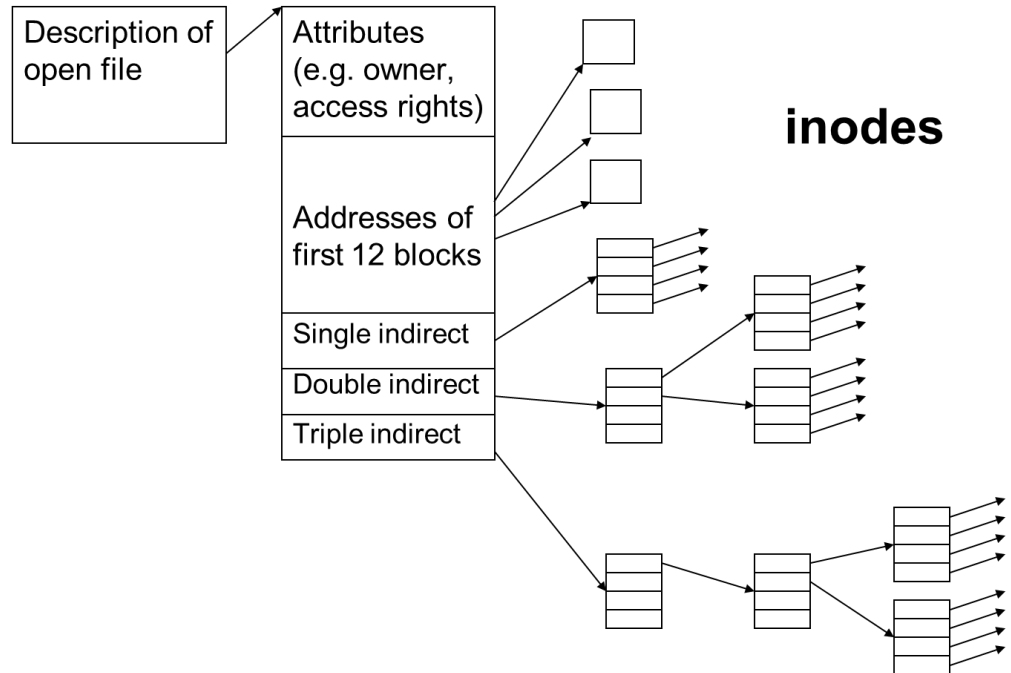 Description of
open file
Attributes
(e.g. owner,
access rights)
inodes
Addresses of
first 12 blocks
Single indirect
Double indirect
Triple indirect